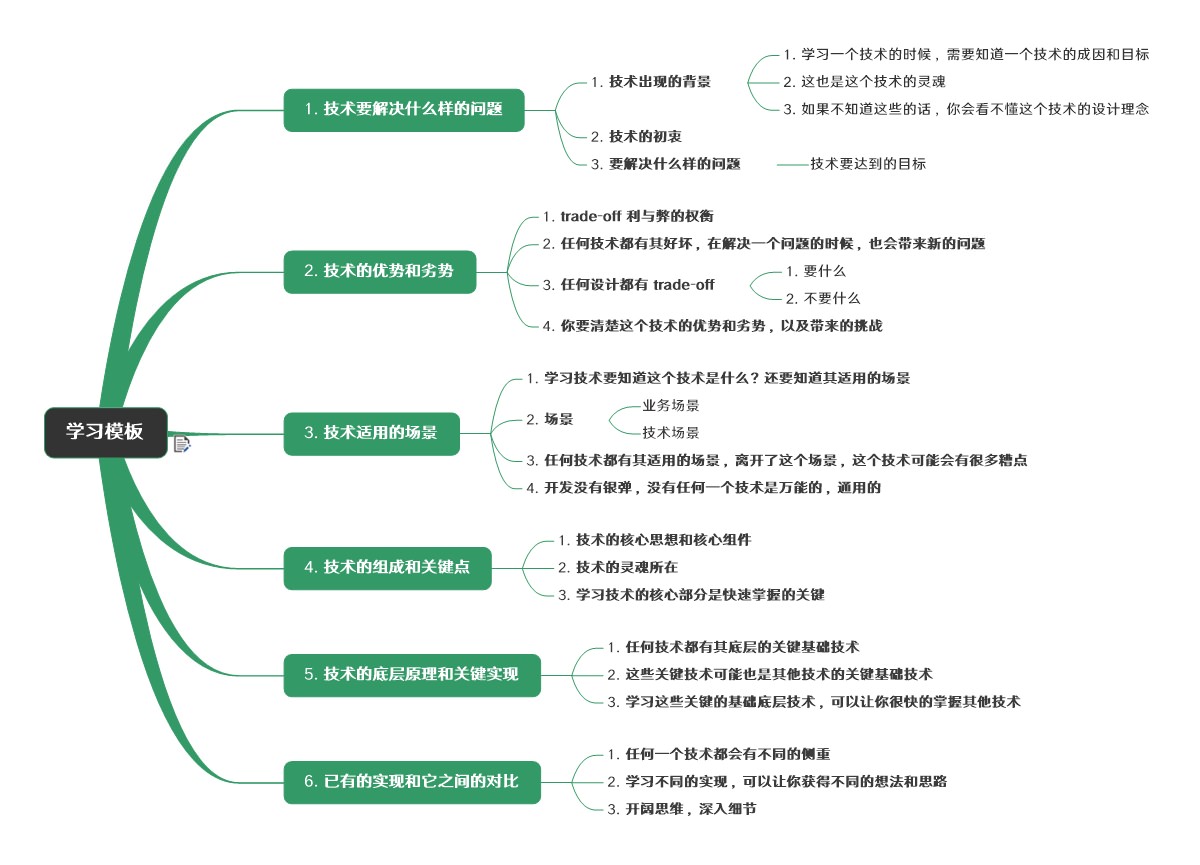 学习模板
1. 技术要解决什么样的问题
1. 技术出现的背景
1. 学习一个技术的时候，需要知道一个技术的成因和目标
2. 这也是这个技术的灵魂
3. 如果不知道这些的话，你会看不懂这个技术的设计理念
2. 技术的初衷
3. 要解决什么样的问题
技术要达到的目标
2. 技术的优势和劣势
1. trade-off 利与弊的权衡
2. 任何技术都有其好坏，在解决一个问题的时候，也会带来新的问题
3. 任何设计都有 trade-off
1. 要什么
2. 不要什么
4. 你要清楚这个技术的优势和劣势，以及带来的挑战
3. 技术适用的场景
1. 学习技术要知道这个技术是什么？还要知道其适用的场景
2. 场景
业务场景
技术场景
3. 任何技术都有其适用的场景，离开了这个场景，这个技术可能会有很多糟点
4. 开发没有银弹，没有任何一个技术是万能的，通用的
4. 技术的组成和关键点
1. 技术的核心思想和核心组件
2. 技术的灵魂所在
3. 学习技术的核心部分是快速掌握的关键
5. 技术的底层原理和关键实现
1. 任何技术都有其底层的关键基础技术
2. 这些关键技术可能也是其他技术的关键基础技术
3. 学习这些关键的基础底层技术，可以让你很快的掌握其他技术
6. 已有的实现和它之间的对比
1. 任何一个技术都会有不同的侧重
2. 学习不同的实现，可以让你获得不同的想法和思路
3. 开阔思维，深入细节